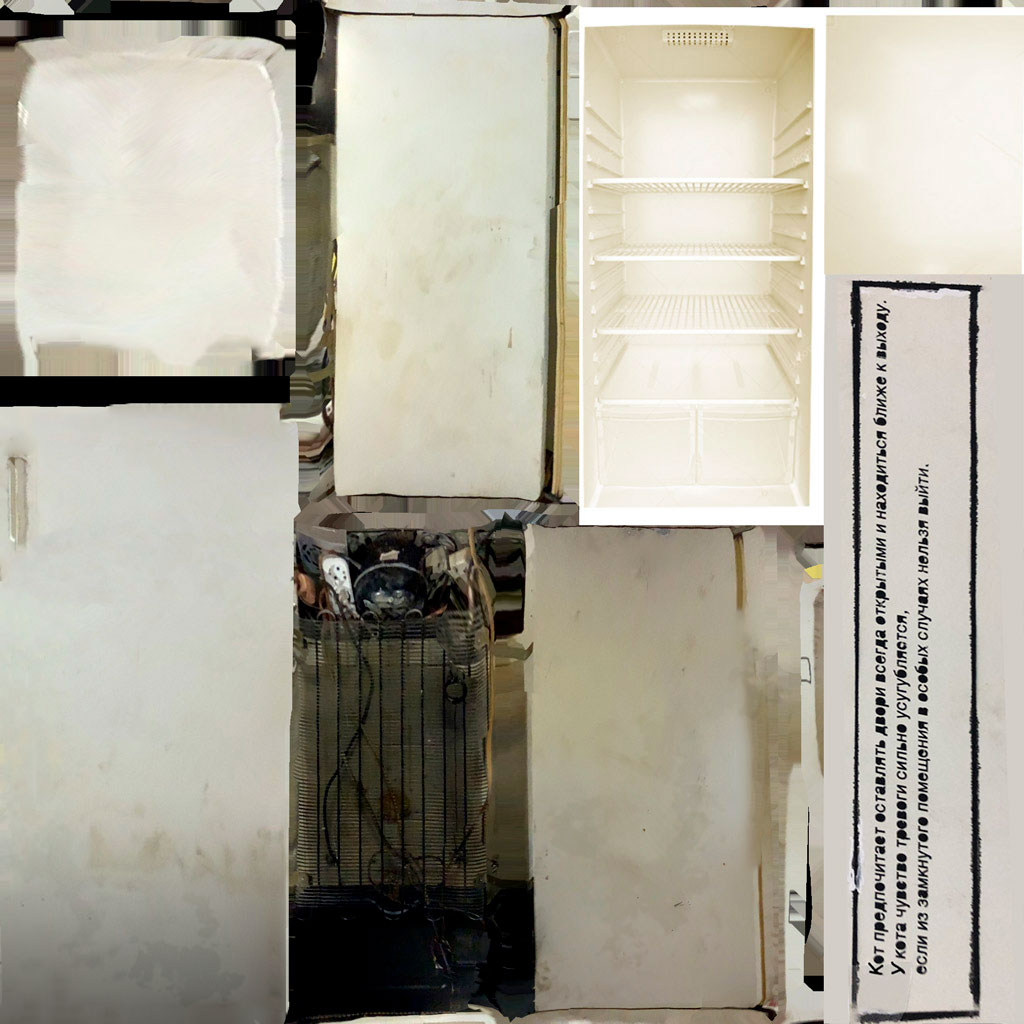 Кот предпочитает оставлять двери всегда открытыми и находиться ближе к выходу.
У кота чувство тревоги сильно усугубляется,
если из замкнутого помещения в особых случаях нельзя выйти.